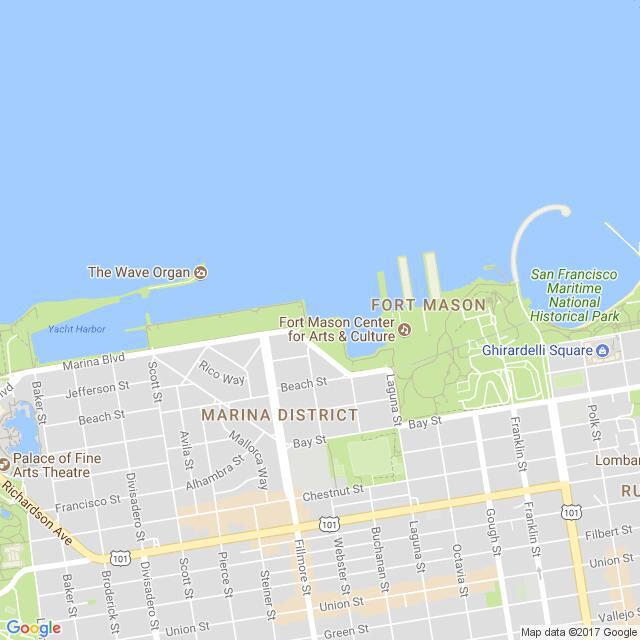 The Wave Organ
San Francisco
Maritime
National
Historical Park
FORT MASON
Yacht Harbor
Fort Mason Center
for Arts & Culture
Ghirardelli Square
Marina Blvd
Scott St
Rico Way
Jefferson St
Beach St
Laguna St
Baker St
Beach St
MARINA DISTRICT
Bay St
Polk St
Franklin St
Avila St
Mallorca Way
Bay St
Palace of Fine
Arts Theatre
Alhambra St
Lombar
Richardson Ave
Divisadero St
Francisco St
Chestnut St
RU
101
101
101
Gough St
Franklin St
Filbert St
Fillmore St
Webster St
Buchanan St
Laguna St
Octavia St
Union St
Baker St
Broderick St
Divisadero St
Scott St
Pierce St
Steiner St
Union St
Union St
Vallejo S
Green St
Google
Map data ©2017 Google